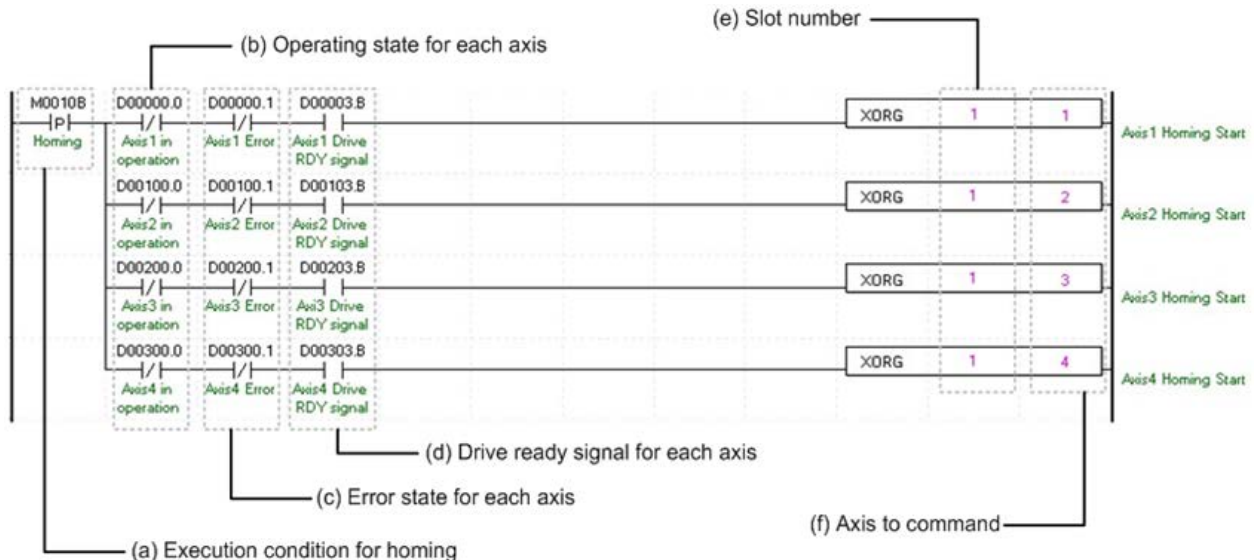 (e) Slot number
(b) Operating state for each axis
M0010B D00000.0 D00000.1 D00003.B
P XORG 1 1
Homing Axis1 in Axis1 Error Axis1 Drive Axis1 Homing Start
operation RDY signal
D00100.0 D00100.1 D00103.B
XORG 1 2
Axis2 in Axis2 Error Axis2 Drive Axis2 Homing Start
operation RDY signal
D00200.0 D00200.1 D00203.B
XORG 1 3
Axis3 in Axis3 Error Axi3 Drive Axis3 Homing Start
operation RDY signal
D00300.0 D00300.1 D00303.B
XORG 1 4
Axis4 in Axis4 Error Axis4 Drive Axis4 Homing Start
operation RDY signal
(d) Drive ready signal for each axis
(c) Error state for each axis
(f) Axis to command
(a) Execution condition for homing